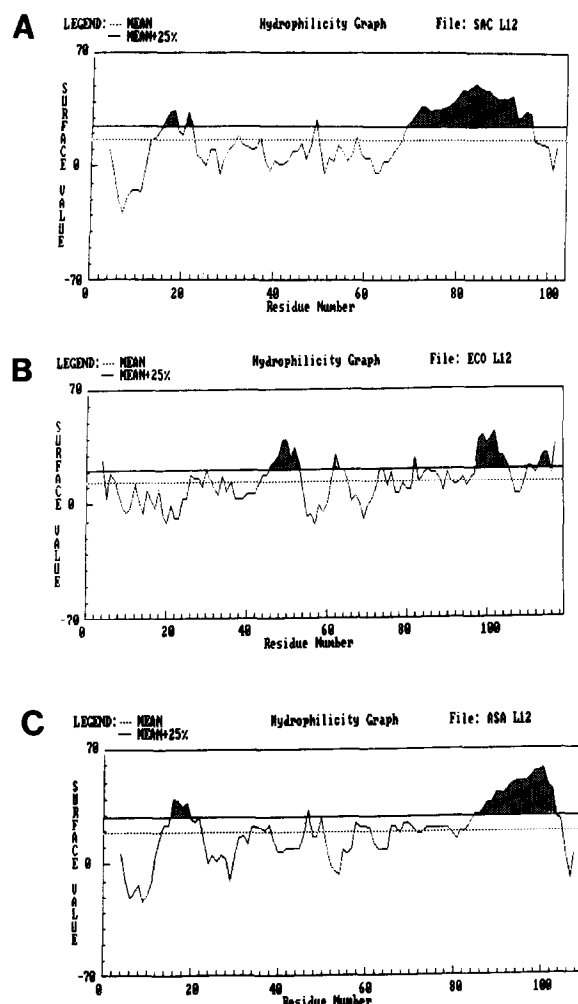 A
LEGEND: ···· MEAN
— MEAN+25%
Hydrophilicity Graph
File: SAC L12
70
0
-70
SURFACE VALUE
0 20 40 60 80 100
Residue Number
B
LEGEND: ···· MEAN
— MEAN+25%
Hydrophilicity Graph
File: ECO L12
70
0
-70
SURFACE VALUE
0 20 40 60 80 100
Residue Number
C
LEGEND: ···· MEAN
— MEAN+25%
Hydrophilicity Graph
File: ASA L12
70
0
-70
SURFACE VALUE
0 20 40 60 80 100
Residue Number